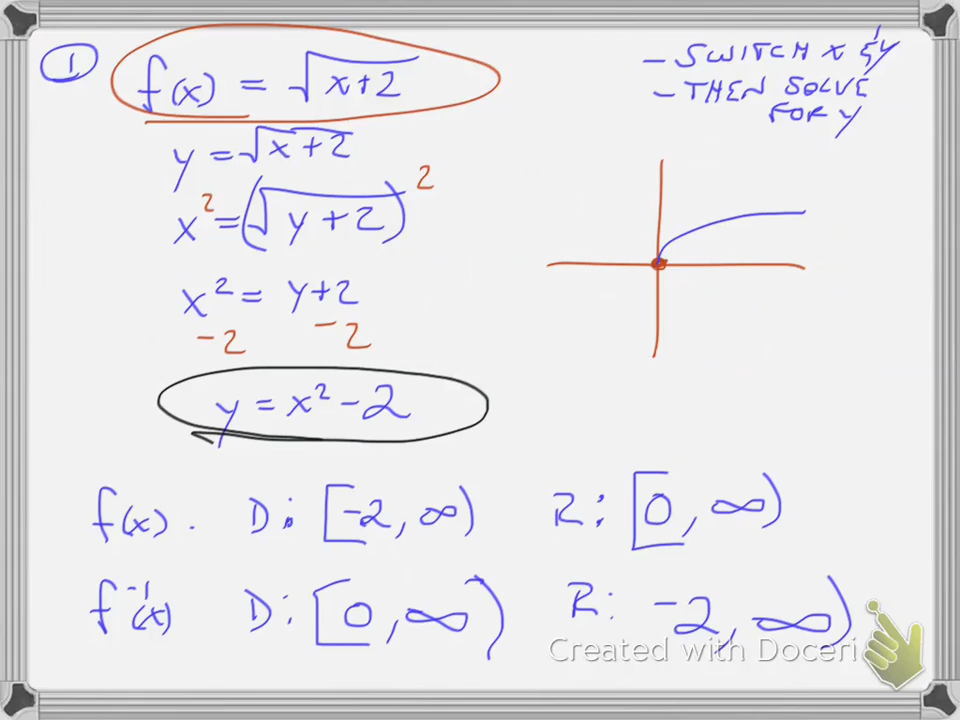 ① f(x) = √x+2
- SWITCH x & y
- THEN SOLVE
FOR y
y = √x+2
x² = (√y+2)²
x² = y+2
-2 -2
y = x² - 2
f(x). D: [-2, ∞) R: [0, ∞)
f⁻¹(x) D: [0, ∞) R: -2, ∞)
Created with Doceri